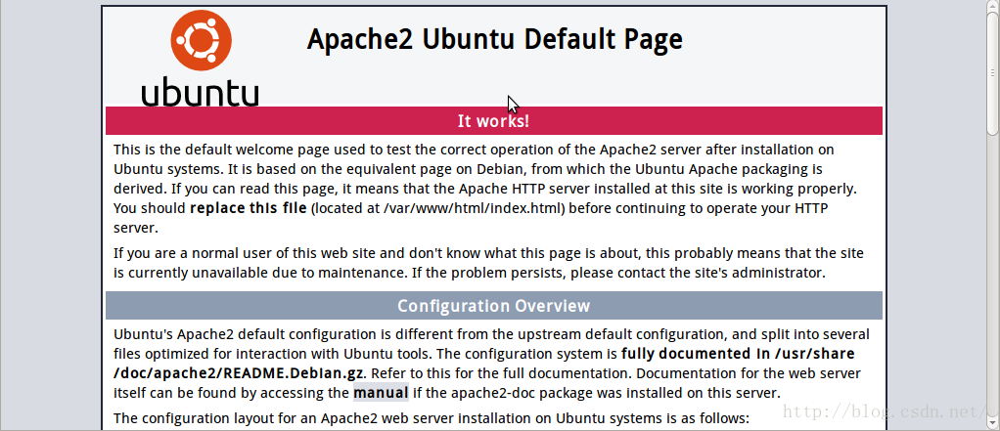 ubuntu
Apache2 Ubuntu Default Page
It works!
This is the default welcome page used to test the correct operation of the Apache2 server after installation on
Ubuntu systems. It is based on the equivalent page on Debian, from which the Ubuntu Apache packaging is
derived. If you can read this page, it means that the Apache HTTP server installed at this site is working properly.
You should replace this file (located at /var/www/html/index.html) before continuing to operate your HTTP
server.
If you are a normal user of this web site and don't know what this page is about, this probably means that the site
is currently unavailable due to maintenance. If the problem persists, please contact the site's administrator.
Configuration Overview
Ubuntu's Apache2 default configuration is different from the upstream default configuration, and split into several
files optimized for interaction with Ubuntu tools. The configuration system is fully documented in /usr/share
/doc/apache2/README.Debian.gz. Refer to this for the full documentation. Documentation for the web server
itself can be found by accessing the manual if the apache2-doc package was installed on this server.
http://blog.csdn.net/
The configuration layout for an Apache2 web server installation on Ubuntu systems is as follows: